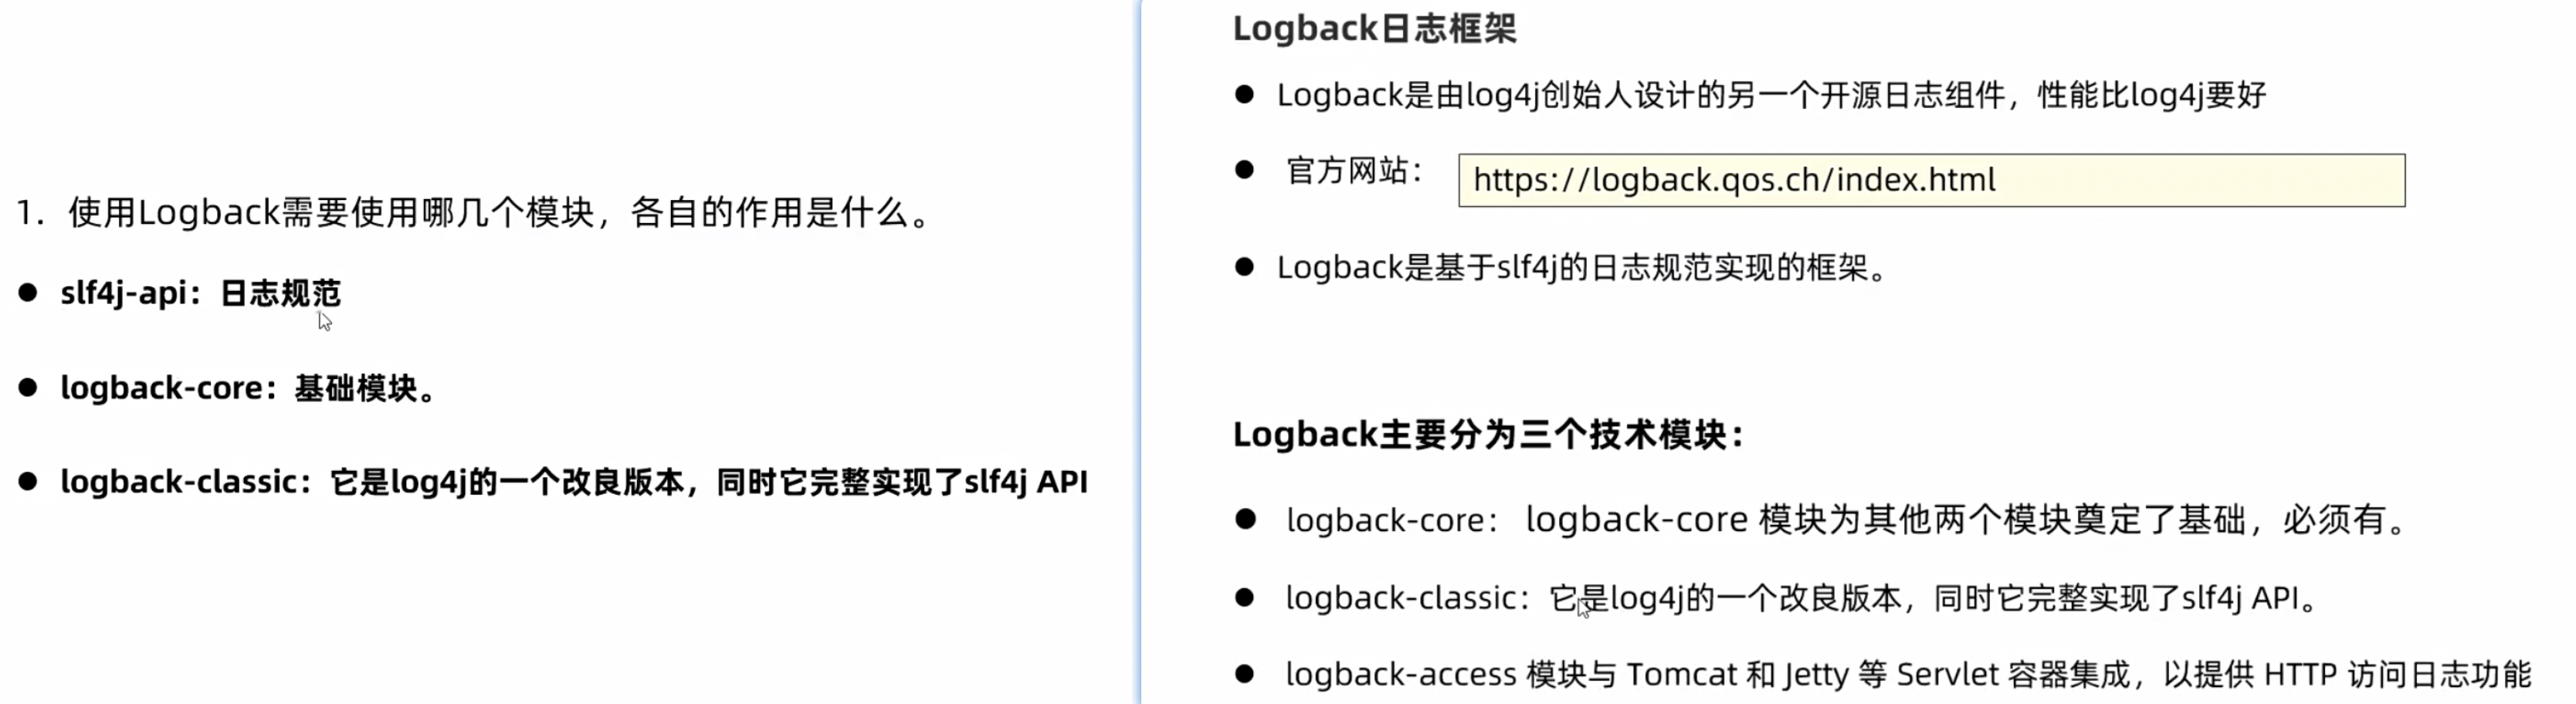 1. 使用Logback需要使用哪几个模块，各自的作用是什么。
● slf4j-api：日志规范
● logback-core：基础模块。
● logback-classic：它是log4j的一个改良版本，同时它完整实现了slf4j API
Logback日志框架
● Logback是由log4j创始人设计的另一个开源日志组件，性能比log4j要好
● 官方网站： https://logback.qos.ch/index.html
● Logback是基于slf4j的日志规范实现的框架。
Logback主要分为三个技术模块：
● logback-core： logback-core 模块为其他两个模块奠定了基础，必须有。
● logback-classic：它是log4j的一个改良版本，同时它完整实现了slf4j API。
● logback-access 模块与 Tomcat 和 Jetty 等 Servlet 容器集成，以提供 HTTP 访问日志功能